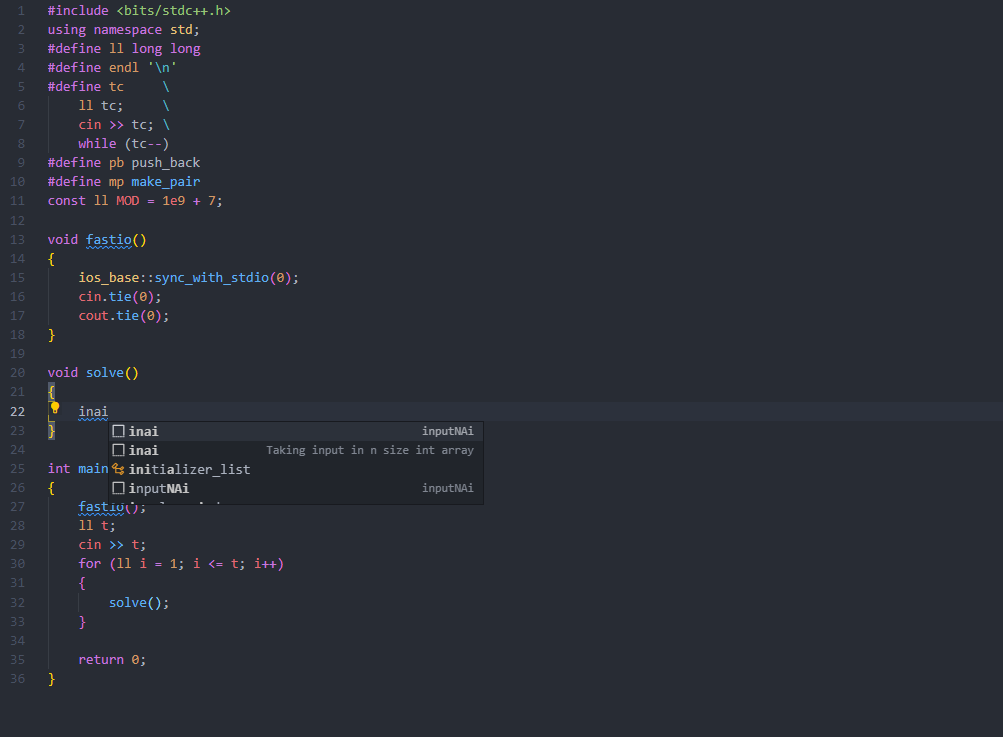 1 #include <bits/stdc++.h>
2 using namespace std;
3 #define ll long long
4 #define endl '\n'
5 #define tc \
6 ll tc; \
7 cin >> tc; \
8 while (tc--)
9 #define pb push_back
10 #define mp make_pair
11 const ll MOD = 1e9 + 7;
12
13 void fastio()
14 {
15 ios_base::sync_with_stdio(0);
16 cin.tie(0);
17 cout.tie(0);
18 }
19
20 void solve()
21 {
22 inai
23 }
inai inputNAi
24
inai Taking input in n size int array
25 int main
initializer_list
26 {
inputNAi inputNAi
27 fastio();
28 ll t;
29 cin >> t;
30 for (ll i = 1; i <= t; i++)
31 {
32 solve();
33 }
34
35 return 0;
36 }